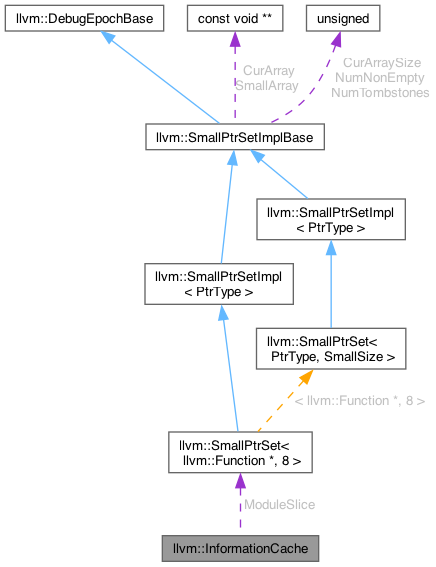 llvm::DebugEpochBase
const void **
unsigned
CurArray
SmallArray
CurArraySize
NumNonEmpty
NumTombstones
llvm::SmallPtrSetImplBase
llvm::SmallPtrSetImpl
< PtrType >
llvm::SmallPtrSetImpl
< PtrType >
llvm::SmallPtrSet<
PtrType, SmallSize >
< llvm::Function *, 8 >
llvm::SmallPtrSet<
llvm::Function *, 8 >
ModuleSlice
llvm::InformationCache